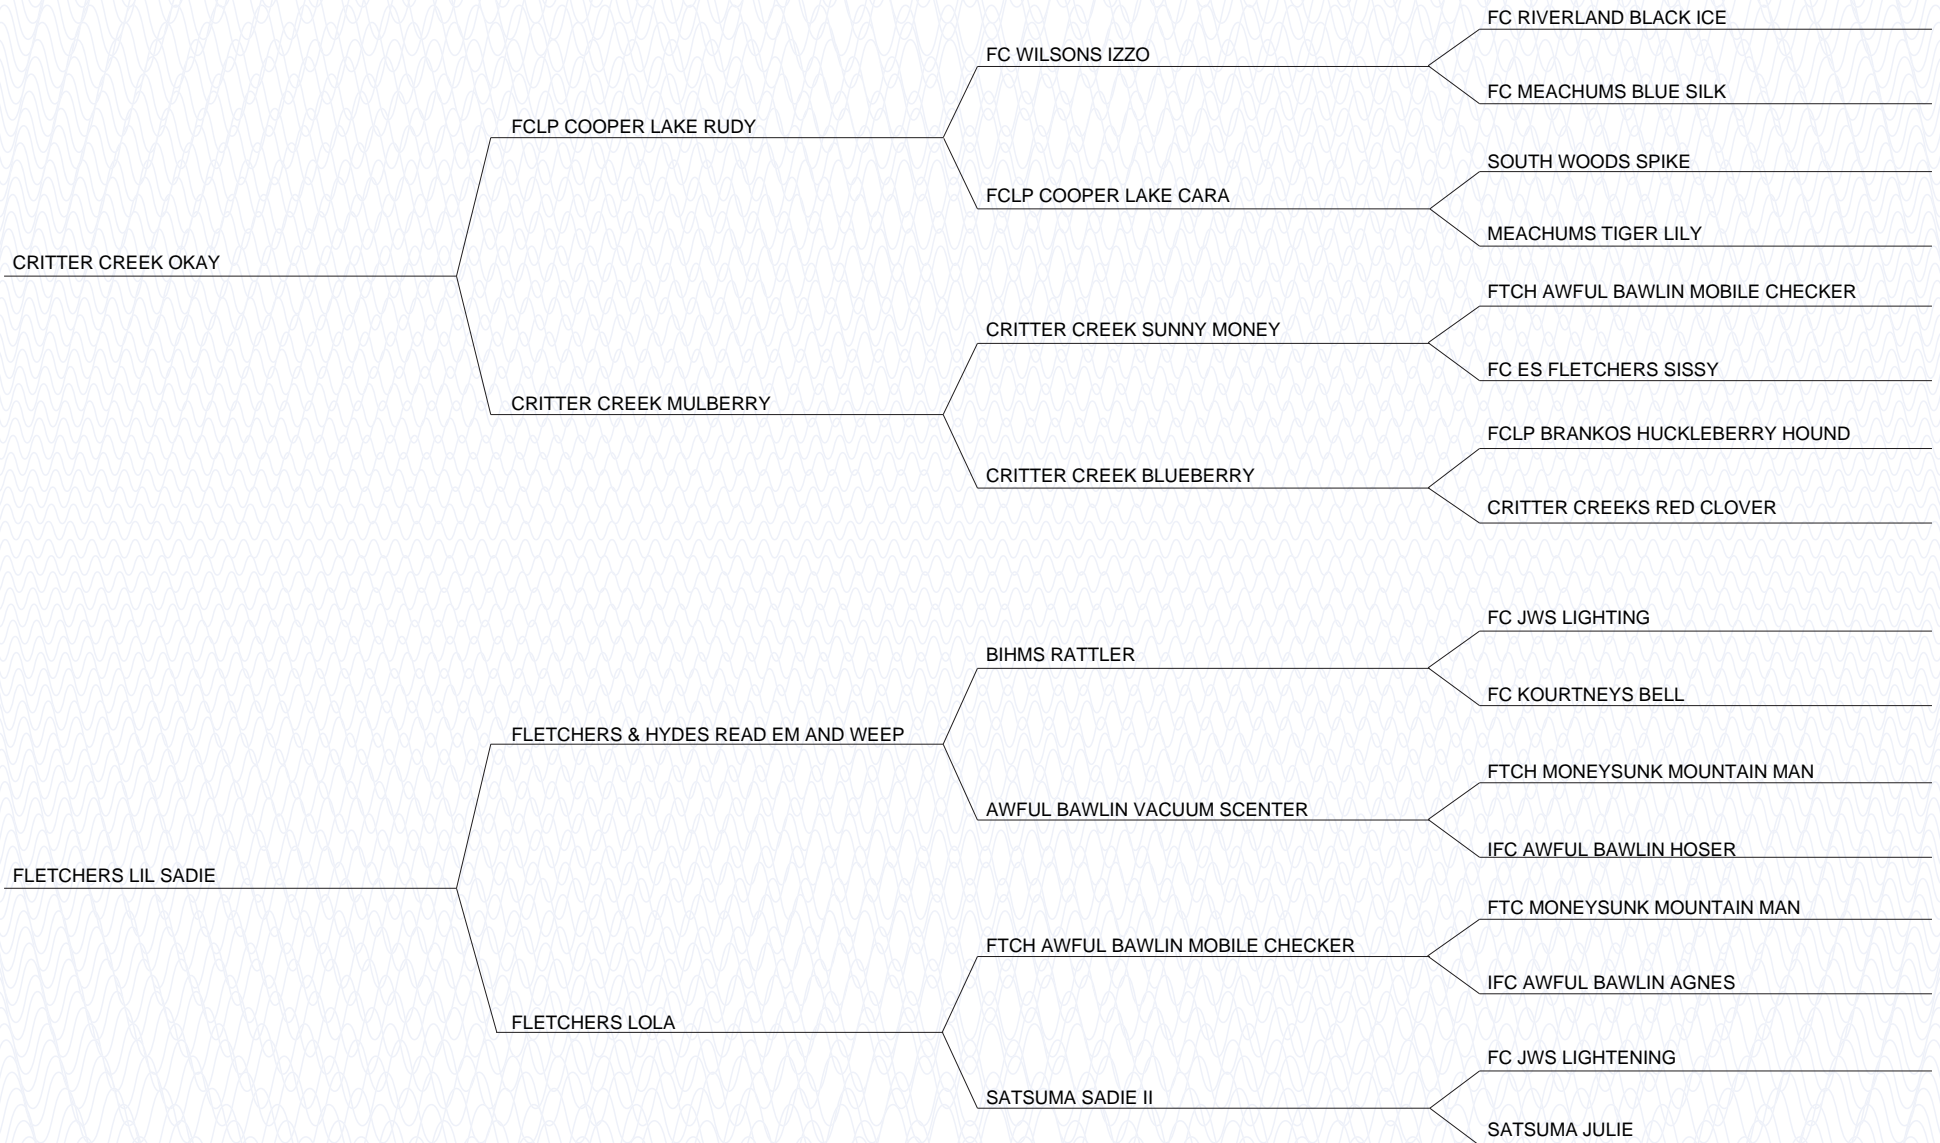 FC RIVERLAND BLACK ICE
FC WILSONS IZZO
FC MEACHUMS BLUE SILK
FCLP COOPER LAKE RUDY
SOUTH WOODS SPIKE
FCLP COOPER LAKE CARA
MEACHUMS TIGER LILY
CRITTER CREEK OKAY
FTCH AWFUL BAWLIN MOBILE CHECKER
CRITTER CREEK SUNNY MONEY
FC ES FLETCHERS SISSY
CRITTER CREEK MULBERRY
FCLP BRANKOS HUCKLEBERRY HOUND
CRITTER CREEK BLUEBERRY
CRITTER CREEKS RED CLOVER
FC JWS LIGHTING
BIHMS RATTLER
FC KOURTNEYS BELL
FLETCHERS & HYDES READ EM AND WEEP
FTCH MONEYSUNK MOUNTAIN MAN
AWFUL BAWLIN VACUUM SCENTER
IFC AWFUL BAWLIN HOSER
FLETCHERS LIL SADIE
FTC MONEYSUNK MOUNTAIN MAN
FTCH AWFUL BAWLIN MOBILE CHECKER
IFC AWFUL BAWLIN AGNES
FLETCHERS LOLA
FC JWS LIGHTENING
SATSUMA SADIE II
SATSUMA JULIE